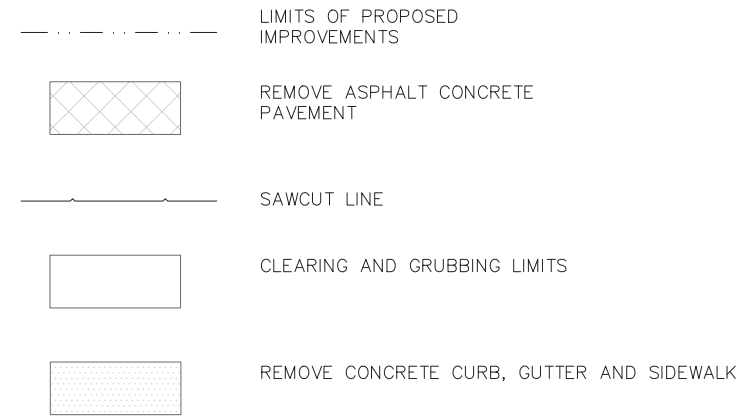 LIMITS OF PROPOSED
IMPROVEMENTS
REMOVE ASPHALT CONCRETE
PAVEMENT
SAWCUT LINE
CLEARING AND GRUBBING LIMITS
REMOVE CONCRETE CURB, GUTTER AND SIDEWALK